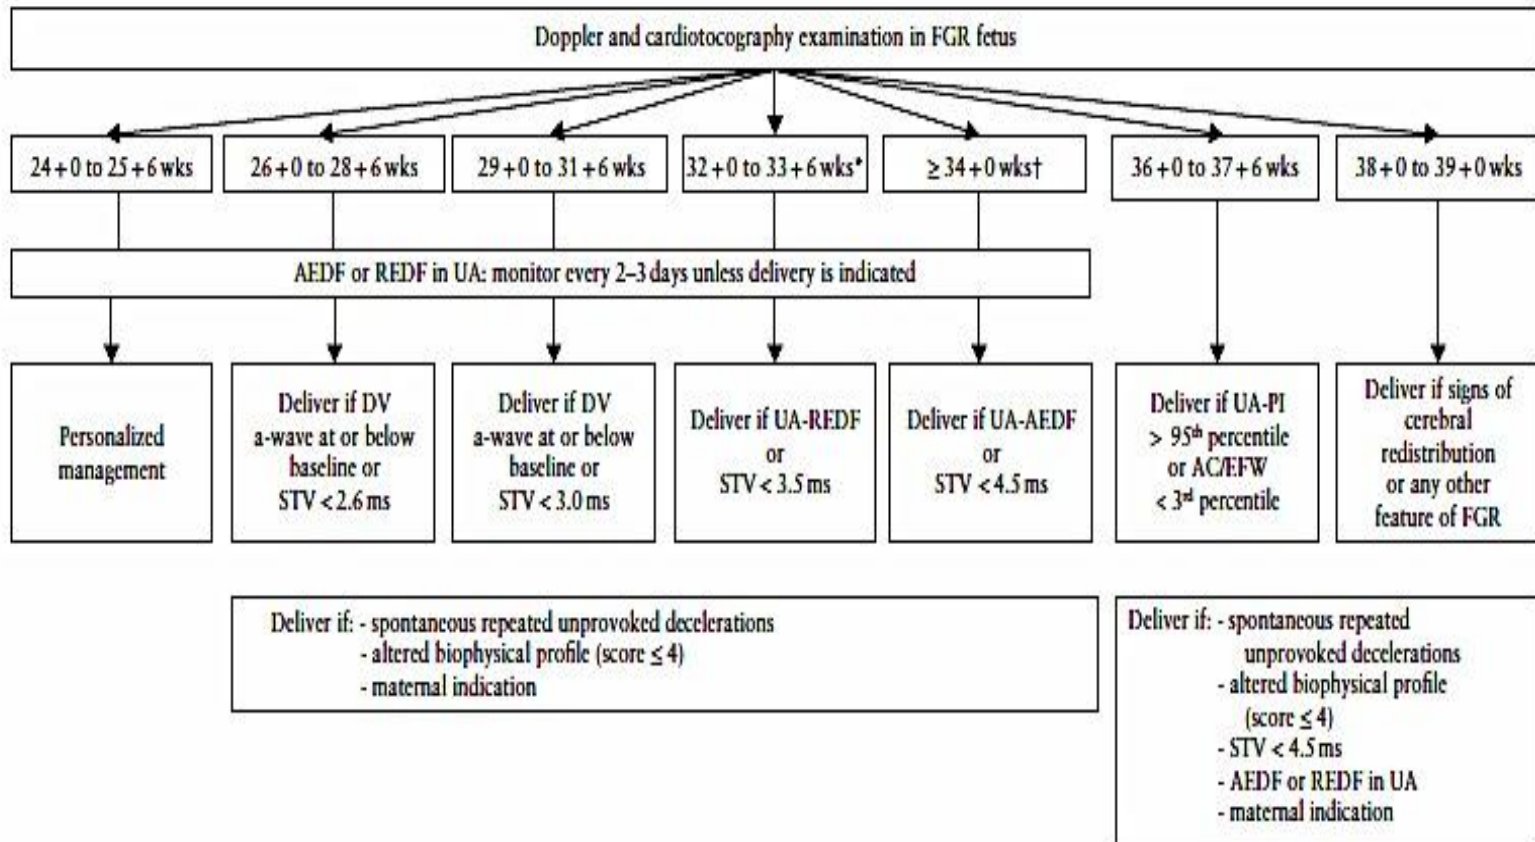 Doppler and cardiotocography examination in FGR fetus
24 + 0 to 25 + 6 wks
26 + 0 to 28 + 6 wks
29 + 0 to 31 + 6 wks
32 + 0 to 33 + 6 wks*
≥ 34 + 0 wks†
36 + 0 to 37 + 6 wks
38 + 0 to 39 + 0 wks
AEDF or REDF in UA: monitor every 2–3 days unless delivery is indicated
Personalized
management
Deliver if DV
a-wave at or below
baseline or
STV < 2.6 ms
Deliver if DV
a-wave at or below
baseline or
STV < 3.0 ms
Deliver if UA-REDF
or
STV < 3.5 ms
Deliver if UA-AEDF
or
STV < 4.5 ms
Deliver if UA-PI
> 95th percentile
or AC/EFW
< 3rd percentile
Deliver if signs of
cerebral
redistribution
or any other
feature of FGR
Deliver if: - spontaneous repeated unprovoked decelerations
- altered biophysical profile (score ≤ 4)
- maternal indication
Deliver if: - spontaneous repeated
unprovoked decelerations
- altered biophysical profile
(score ≤ 4)
- STV < 4.5 ms
- AEDF or REDF in UA
- maternal indication